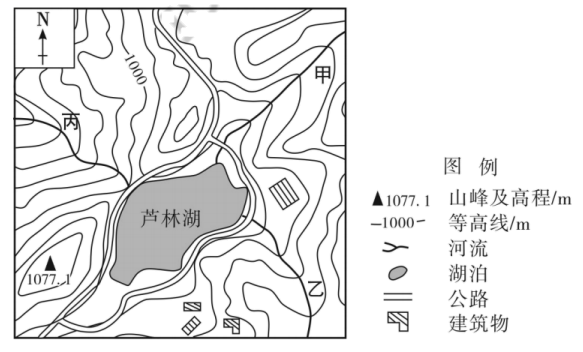 N
甲
-1000-
丙
芦林湖
1077.1
乙
图 例
1077.1 山峰及高程/m
-1000- 等高线/m
河流
湖泊
公路
建筑物